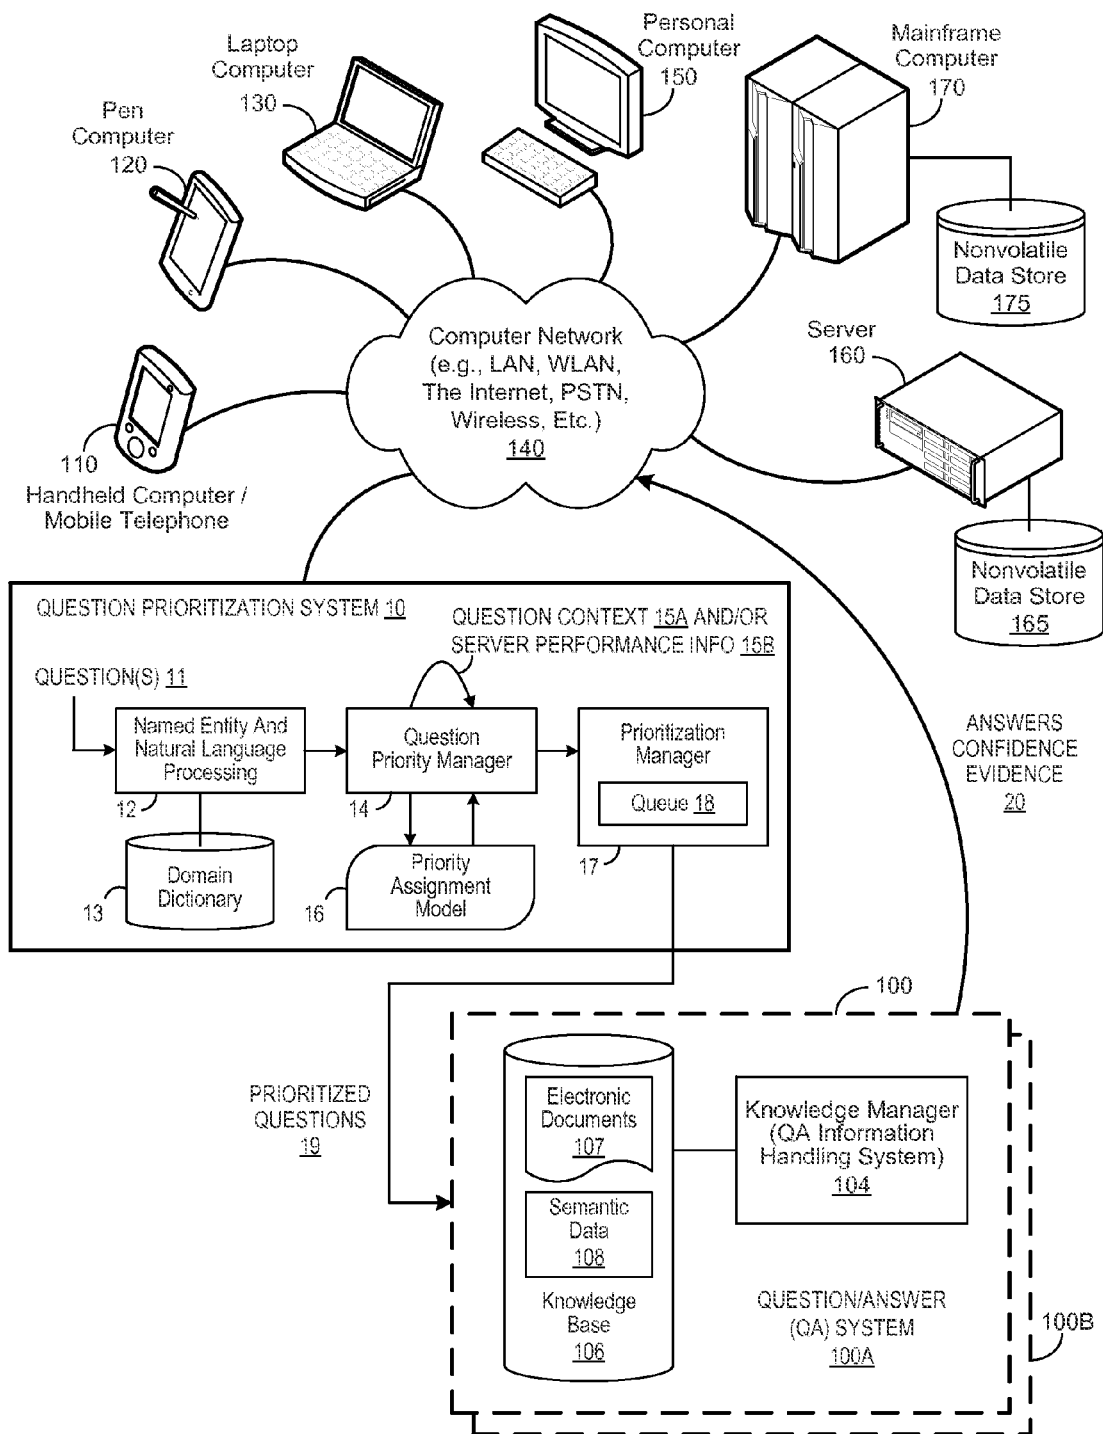 Laptop
Computer
130
Personal
Computer
150
Mainframe
Computer
170
Pen
Computer
120
Nonvolatile
Data Store
175
Server
160
Computer Network
(e.g., LAN, WLAN,
The Internet, PSTN,
Wireless, Etc.)
140
110
Handheld Computer /
Mobile Telephone
Nonvolatile
Data Store
165
QUESTION PRIORITIZATION SYSTEM 10
QUESTION CONTEXT 15A AND/OR
SERVER PERFORMANCE INFO 15B
QUESTION(S) 11
Named Entity And
Natural Language
Processing
12
Question
Priority Manager
14
Prioritization
Manager
Queue 18
17
Domain
Dictionary
13
Priority
Assignment
Model
16
ANSWERS
CONFIDENCE
EVIDENCE
20
PRIORITIZED
QUESTIONS
19
100
Electronic
Documents
107
Semantic
Data
108
Knowledge
Base
106
Knowledge Manager
(QA Information
Handling System)
104
QUESTION/ANSWER
(QA) SYSTEM
100A
100B